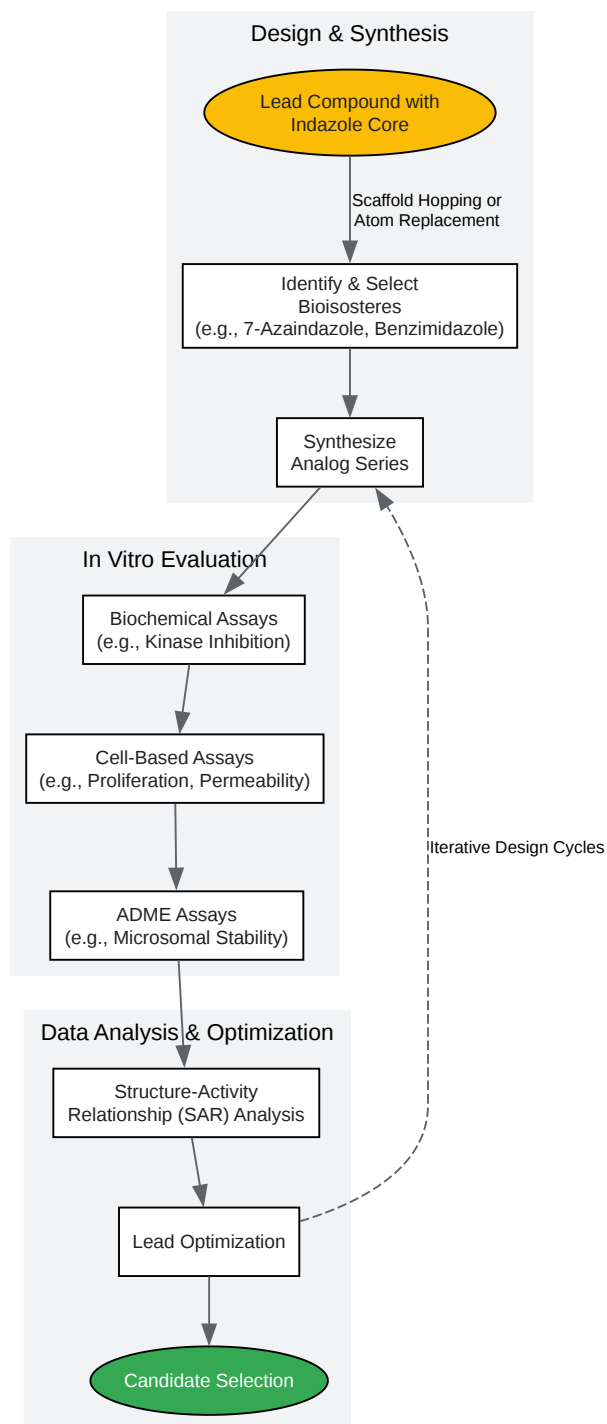 Design & Synthesis
Lead Compound with
Indazole Core
Scaffold Hopping or
Atom Replacement
Identify & Select
Bioisosteres
(e.g., 7-Azaindazole, Benzimidazole)
Synthesize
Analog Series
In Vitro Evaluation
Biochemical Assays
(e.g., Kinase Inhibition)
Cell-Based Assays
(e.g., Proliferation, Permeability)
Iterative Design Cycles
ADME Assays
(e.g., Microsomal Stability)
Data Analysis & Optimization
Structure-Activity
Relationship (SAR) Analysis
Lead Optimization
Candidate Selection